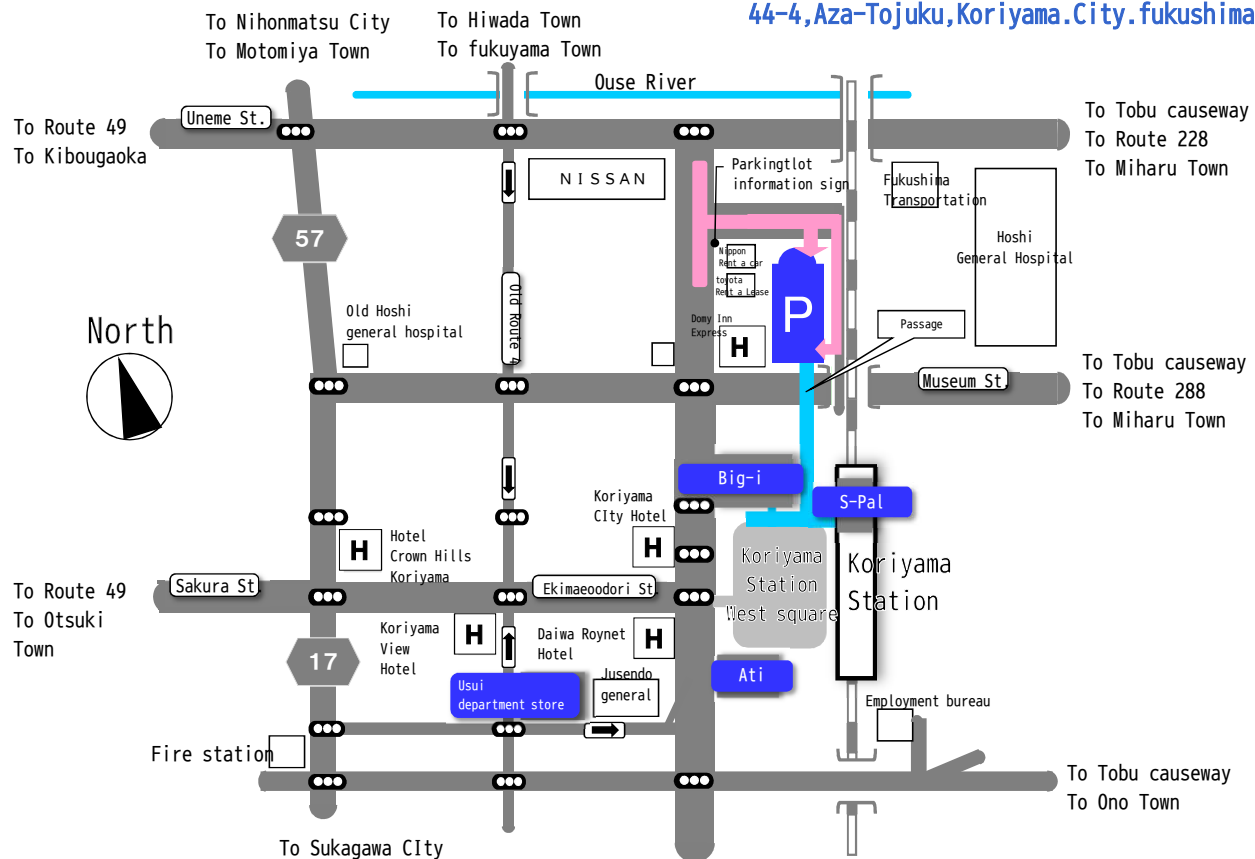 44-4,Aza-Tojuku,Koriyama.City.fukushima
To Nihonmatsu City
To Motomiya Town
To Hiwada Town
To fukuyama Town
Ouse River
To Route 49
To Kibougaoka
Uneme St.
To Tobu causeway
To Route 228
To Miharu Town
NISSAN
Parkingtlot
information sign
Fukushima
Transportation
Hoshi
General Hospital
57
Nippon
Rent a car
toyota
Rent a Lease
Old Route 4
Old Hoshi
general hospital
Domy Inn
Express
H
P
Passage
North
Museum St.
To Tobu causeway
To Route 288
To Miharu Town
Big-i
S-Pal
Koriyama
CIty Hotel
H
Hotel
Crown Hills
Koriyama
H
Koriyama
Station
West square
Koriyama
Station
To Route 49
To Otsuki
Town
Sakura St.
Ekimaeoodori St.
Koriyama
View
Hotel
H
Daiwa Roynet
Hotel
H
17
Usui
department store
Jusendo
general
Ati
Employment bureau
Fire station
To Tobu causeway
To Ono Town
To Sukagawa CIty